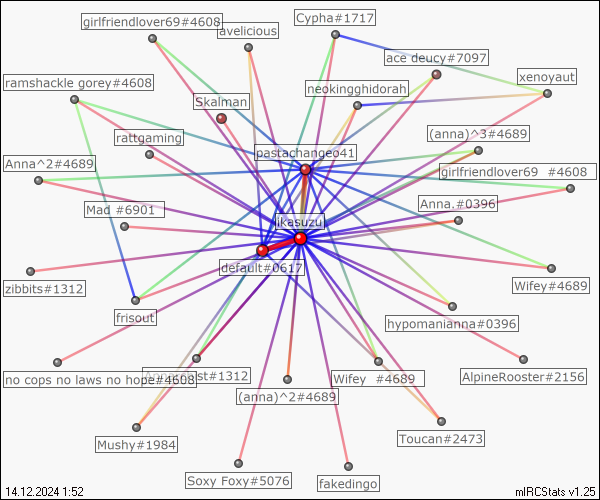 girlfriendlover69#4608
Cypha#1717
avelicious
ace deucy#7097
xenoyaut
ramshackle gorey#4608
neokingghidorah
Skalman
rattgaming
(anna)^3#4689
pastachangeo41
Anna^2#4689
girlfriendlover69 _#4608
Mad #6901
Anna.#0396
ikasuzu
default#0617
zibbits#1312
Wifey#4689
frisout
hypomanianna#0396
no cops no laws no hope#4608
#1312
Wifey_ #4689
AlpineRooster#2156
(anna)^2#4689
Mushy#1984
Toucan#2473
Soxy Foxy#5076
fakedingo
14.12.2024 1:52
mIRCStats v1.25